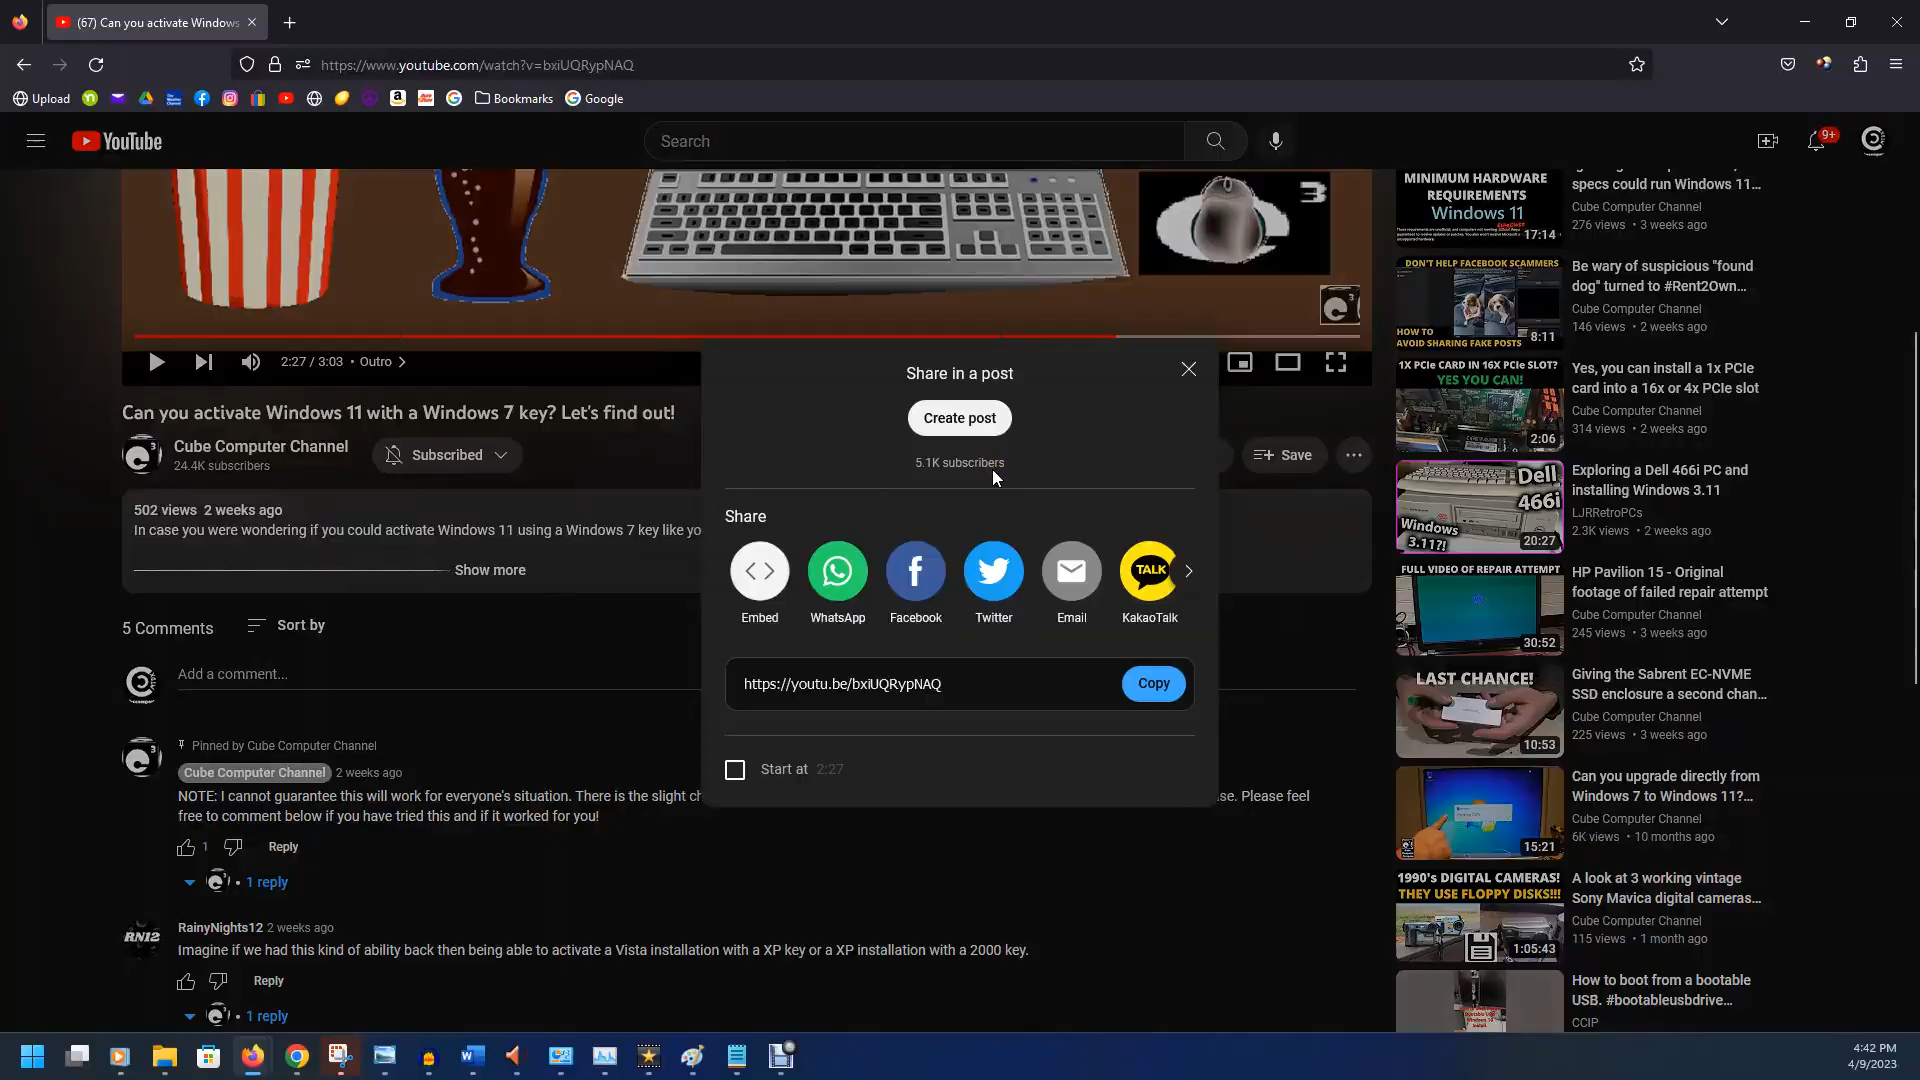 (67) Can you activate Windows
https://www.youtube.com/watch?v=bxiUQRypNAQ
Upload
Bookmarks
Google
YouTube
Search
9+
3
2:27 / 3:03 • Outro
Can you activate Windows 11 with a Windows 7 key? Let's find out!
Cube Computer Channel
24.4K subscribers
Subscribed
Save
502 views 2 weeks ago
In case you were wondering if you could activate Windows 11 using a Windows 7 key like yo
Show more
5 Comments
Sort by
Add a comment...
Pinned by Cube Computer Channel
Cube Computer Channel 2 weeks ago
NOTE: I cannot guarantee this will work for everyone's situation. There is the slight ch
se. Please feel
free to comment below if you have tried this and if it worked for you!
1
Reply
• 1 reply
RainyNights12 2 weeks ago
RN12
Imagine if we had this kind of ability back then being able to activate a Vista installation with a XP key or a XP installation with a 2000 key.
Reply
• 1 reply
Share in a post
Create post
5.1K subscribers
Share
Embed
WhatsApp
Facebook
Twitter
Email
TALK
KakaoTalk
https://youtu.be/bxiUQRypNAQ
Copy
Start at 2:27
MINIMUM HARDWARE
REQUIREMENTS
Windows 11
17:14
specs could run Windows 11...
Cube Computer Channel
276 views • 3 weeks ago
DON'T HELP FACEBOOK SCAMMERS
HOW TO
AVOID SHARING FAKE POSTS
8:11
Be wary of suspicious "found
dog" turned to #Rent2Own...
Cube Computer Channel
146 views • 2 weeks ago
1X PCIe CARD IN 16X PCIe SLOT?
YES YOU CAN!
2:06
Yes, you can install a 1x PCIe
card into a 16x or 4x PCIe slot
Cube Computer Channel
314 views • 2 weeks ago
Dell
466i
Windows
3.11?!
20:27
Exploring a Dell 466i PC and
installing Windows 3.11
LJRRetroPCs
2.3K views • 2 weeks ago
FULL VIDEO OF REPAIR ATTEMPT
30:52
HP Pavilion 15 - Original
footage of failed repair attempt
Cube Computer Channel
245 views • 3 weeks ago
LAST CHANCE!
10:53
Giving the Sabrent EC-NVME
SSD enclosure a second chan...
Cube Computer Channel
225 views • 3 weeks ago
15:21
Can you upgrade directly from
Windows 7 to Windows 11?...
Cube Computer Channel
6K views • 10 months ago
1990's DIGITAL CAMERAS!
THEY USE FLOPPY DISKS!!!
1:05:43
A look at 3 working vintage
Sony Mavica digital cameras...
Cube Computer Channel
115 views • 1 month ago
How to boot from a bootable
USB. #bootableusbdrive...
CCIP
4:42 PM
4/9/2023